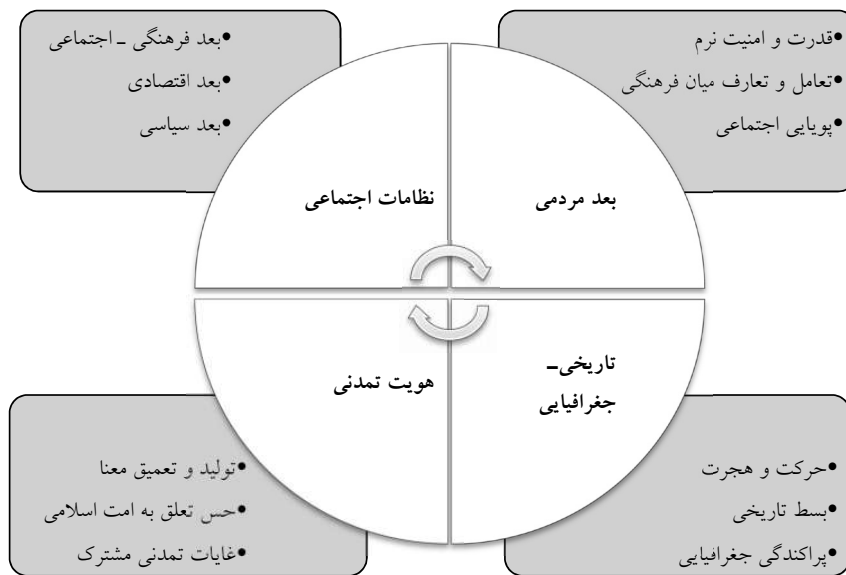 •قدرت و امنیت نرم
•تعامل و تعارف میان فرهنگی
•پویایی اجتماعی
•بعد فرهنگی ـ اجتماعی
•بعد اقتصادی
•بعد سیاسی
بعد مردمی
نظامات اجتماعی
تاریخی-
جغرافیایی
هویت تمدنی
•حرکت و هجرت
•بسط تاریخی
•پراکندگی جغرافیایی
•تولید و تعمیق معنا
•حس تعلق به امت اسلامی
•غایات تمدنی مشترک